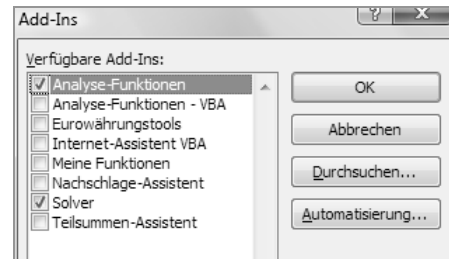 Add-Ins
Verfügbare Add-Ins:
Analyse-Funktionen
Analyse-Funktionen - VBA
Eurowährungstools
Internet-Assistent VBA
Meine Funktionen
Nachschlage-Assistent
Solver
Teilsummen-Assistent
OK
Abbrechen
Durchsuchen...
Automatisierung...